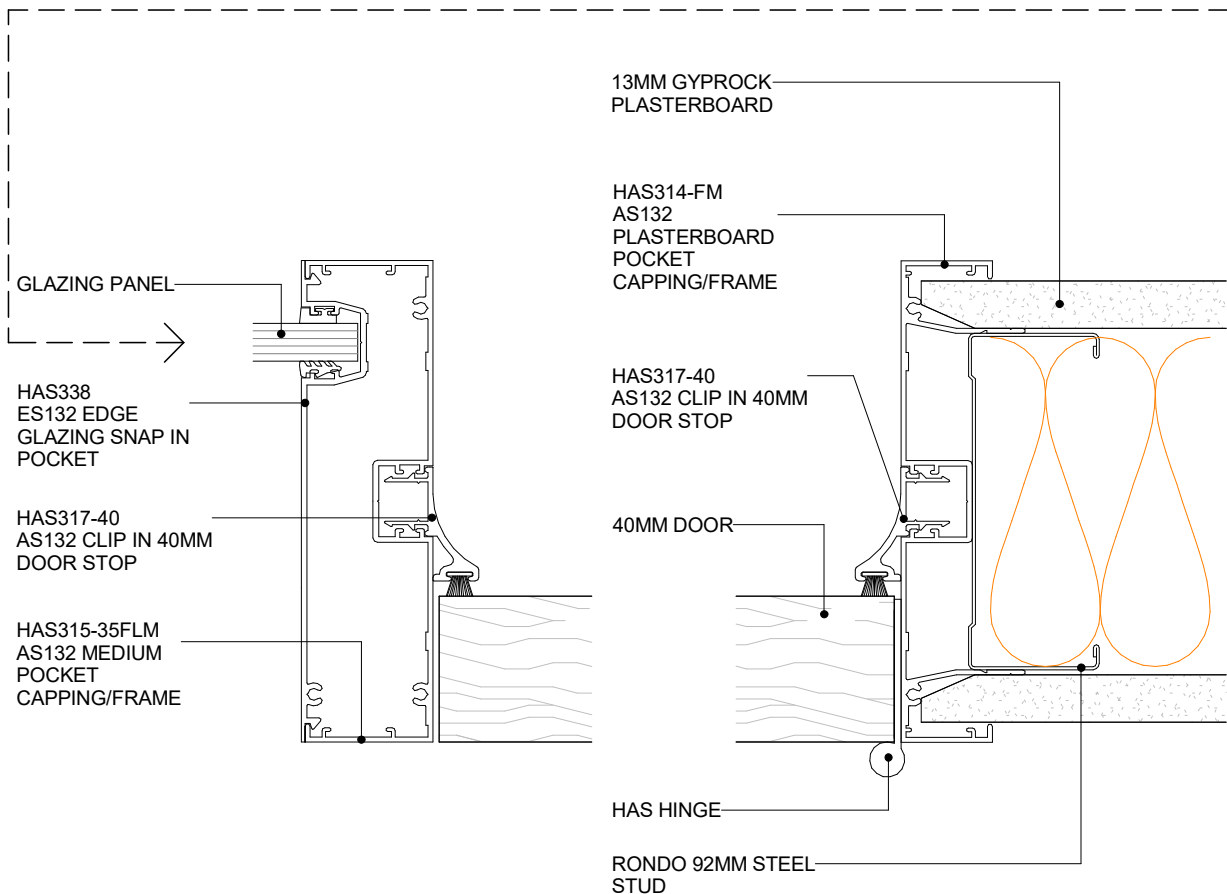 13MM GYPROCK
PLASTERBOARD
HAS314-FM
AS132
PLASTERBOARD
POCKET
CAPPING/FRAME
GLAZING PANEL
HAS338
ES132 EDGE
GLAZING SNAP IN
POCKET
HAS317-40
AS132 CLIP IN 40MM
DOOR STOP
HAS317-40
AS132 CLIP IN 40MM
DOOR STOP
40MM DOOR
HAS315-35FLM
AS132 MEDIUM
POCKET
CAPPING/FRAME
HAS HINGE
RONDO 92MM STEEL
STUD